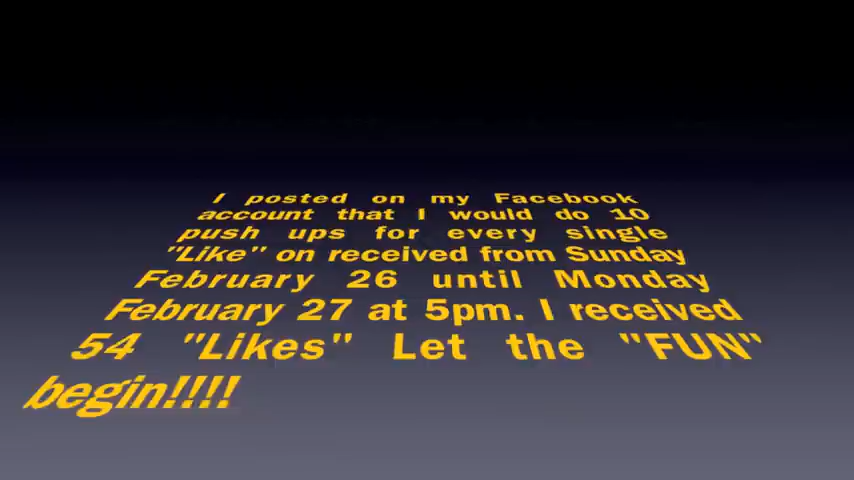 I posted on my Facebook
account that I would do 10
push ups for every single
"Like" on received from Sunday
February 26 until Monday
February 27 at 5pm. I received
54 "Likes" Let the "FUN"
begin!!!!